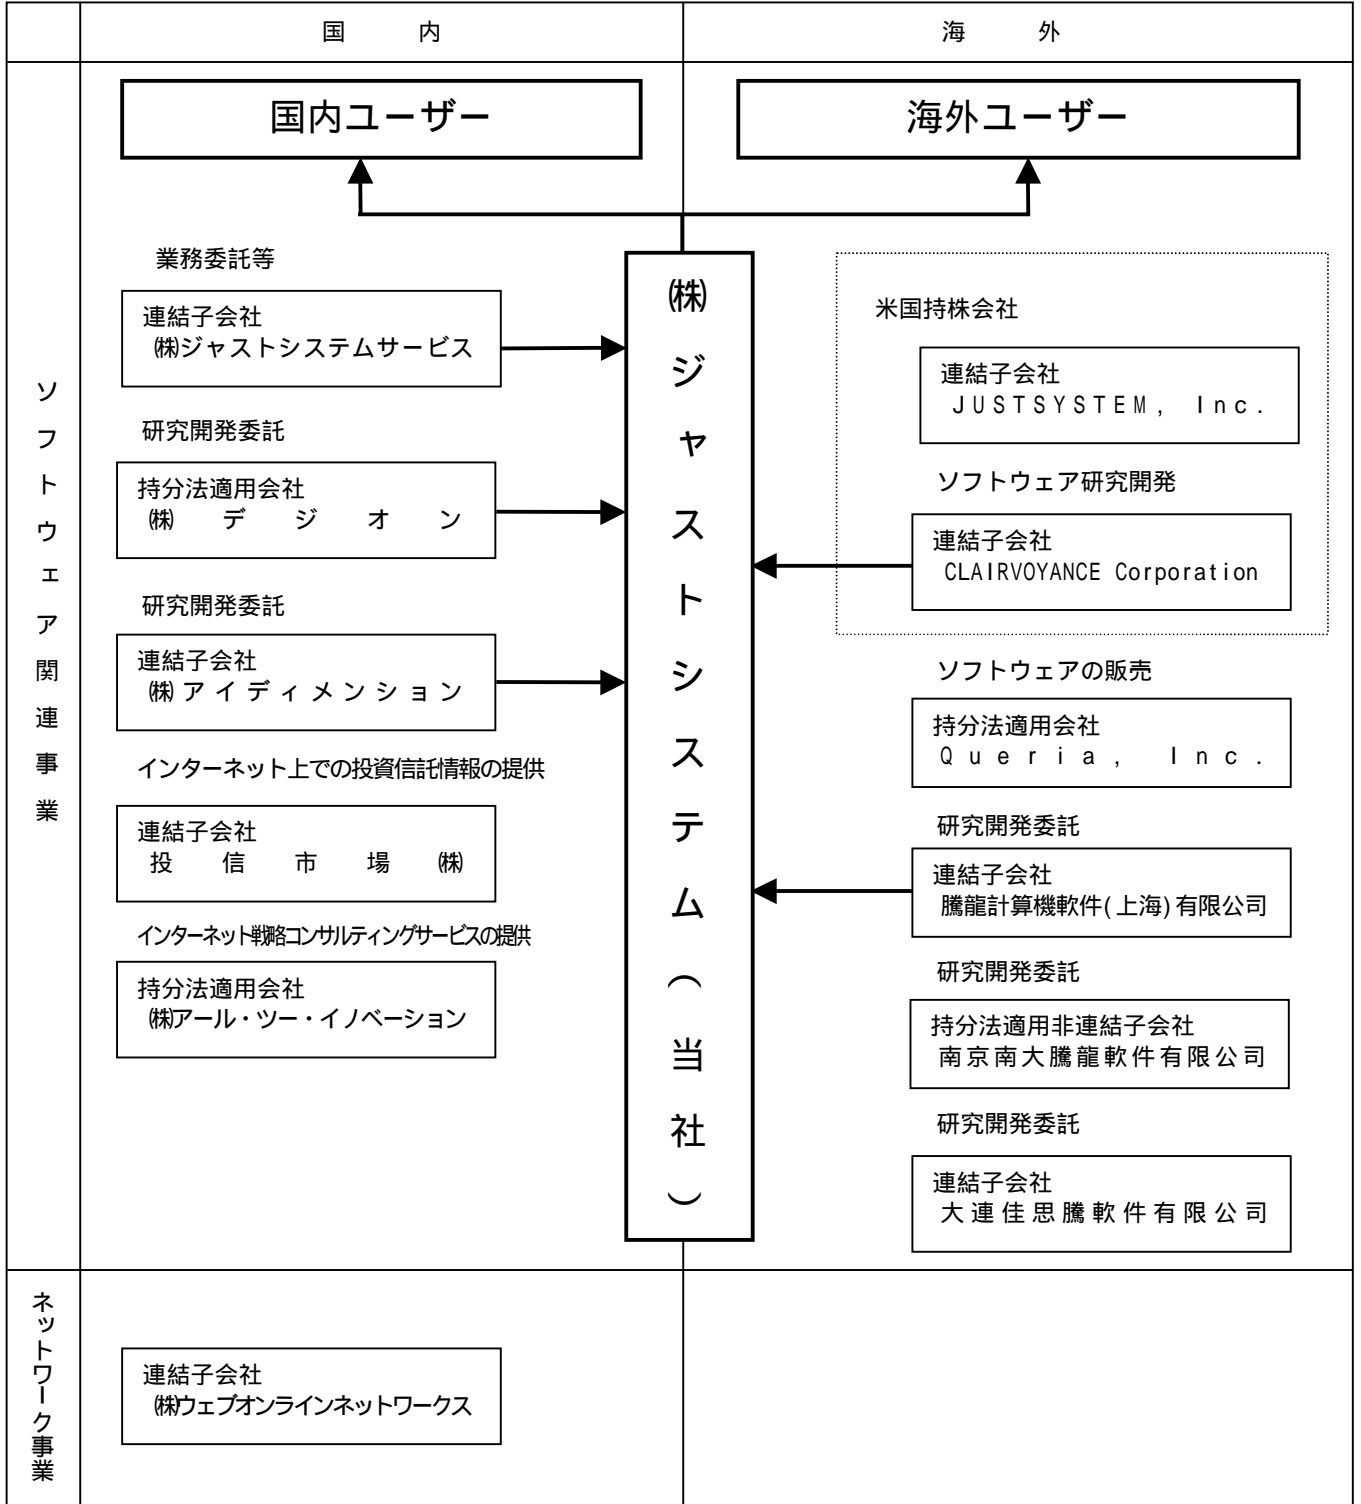 国　内
海　外
国内ユーザー
海外ユーザー
ソフトウェア関連事業
業務委託等
連結子会社
㈱ジャストシステムサービス
研究開発委託
持分法適用会社
㈱デジオン
研究開発委託
連結子会社
㈱アイディメンション
インターネット上での投資信託情報の提供
連結子会社
投信市場㈱
インターネット戦略コンサルティングサービスの提供
持分法適用会社
㈱アール・ツー・イノベーション
㈱ジャストシステム（当社）
米国持株会社
連結子会社
JUSTSYSTEM, Inc.
ソフトウェア研究開発
連結子会社
CLAIRVOYANCE Corporation
ソフトウェアの販売
持分法適用会社
Queria, Inc.
研究開発委託
連結子会社
騰龍計算機軟件(上海)有限公司
研究開発委託
持分法適用非連結子会社
南京南大騰龍軟件有限公司
研究開発委託
連結子会社
大連佳思騰軟件有限公司
ネットワーク事業
連結子会社
㈱ウェブオンラインネットワークス